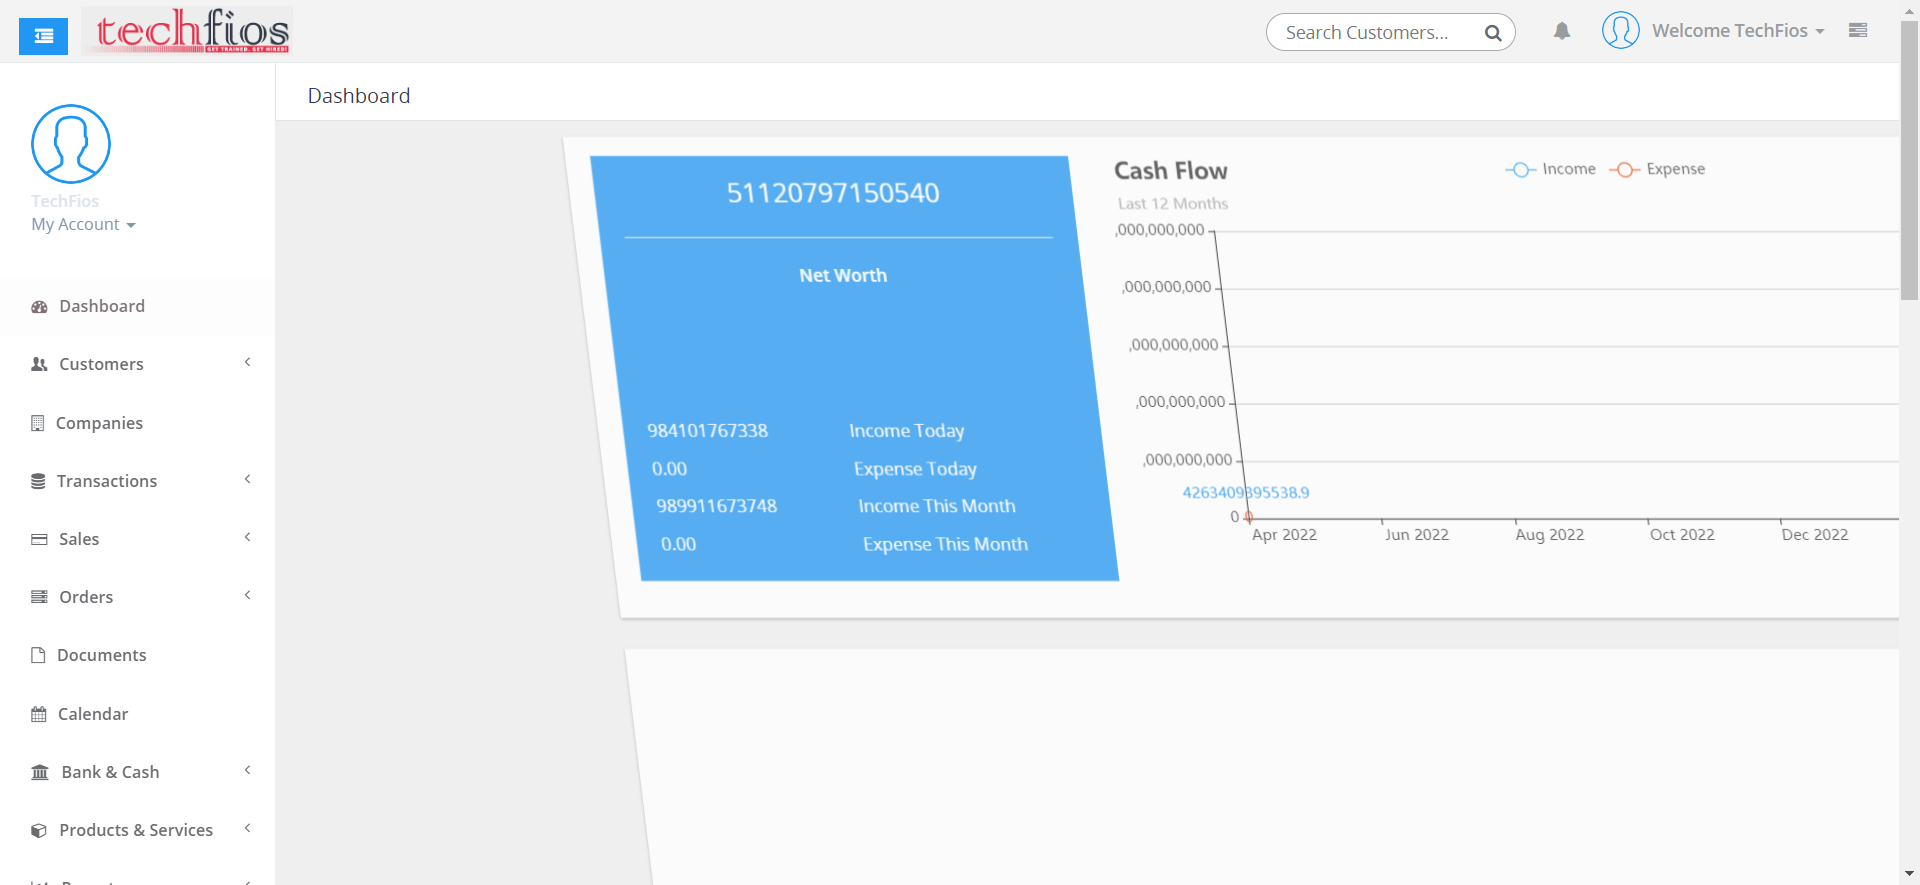 techfios
GET TRAINED. GET HIRED!
Search Customers...
Welcome TechFios
TechFios
My Account
Dashboard
Customers
Companies
Transactions
Sales
Orders
Documents
Calendar
Bank & Cash
Products & Services
Dashboard
51120797150540
Net Worth
984101767338 Income Today
0.00 Expense Today
989911673748 Income This Month
0.00 Expense This Month
Cash Flow
Last 12 Months
Income Expense
,000,000,000
,000,000,000
,000,000,000
,000,000,000
,000,000,000
4263409395538.9
0 0
Apr 2022 Jun 2022 Aug 2022 Oct 2022 Dec 2022